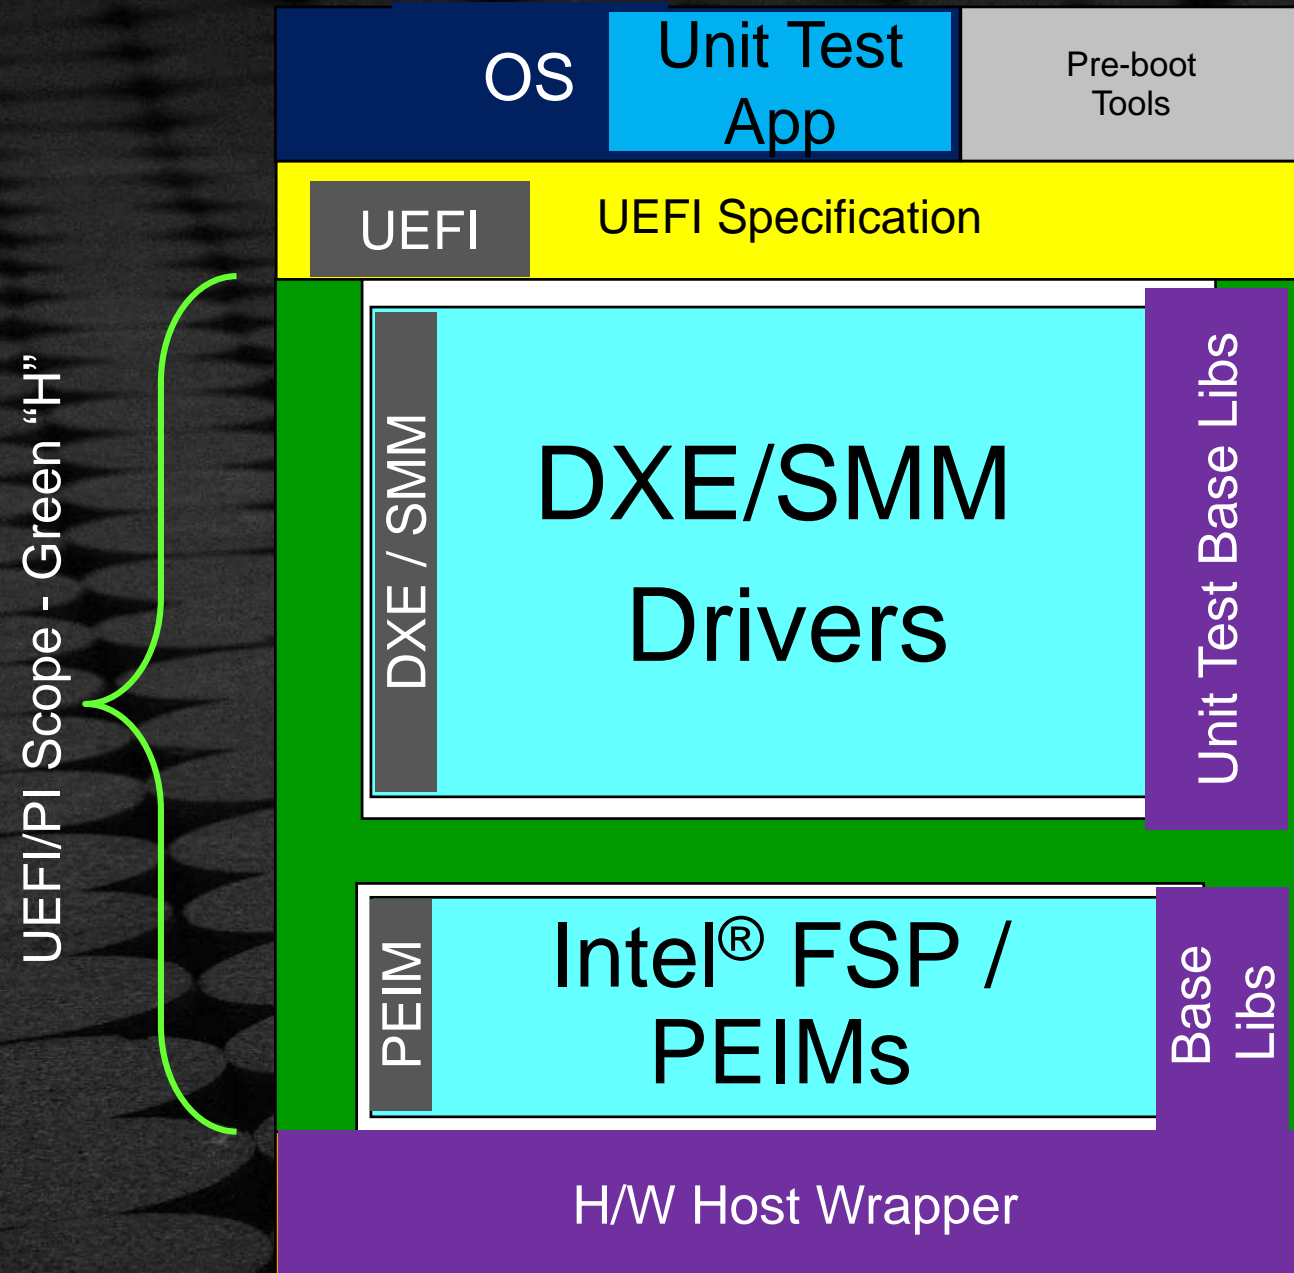 OS
Unit Test
App
Pre-boot
Tools
UEFI
UEFI Specification
UEFI/PI Scope - Green “H”
DXE / SMM
DXE/SMM
Drivers
Unit Test Base Libs
PEIM
Intel® FSP /
PEIMs
Base
Libs
H/W Host Wrapper